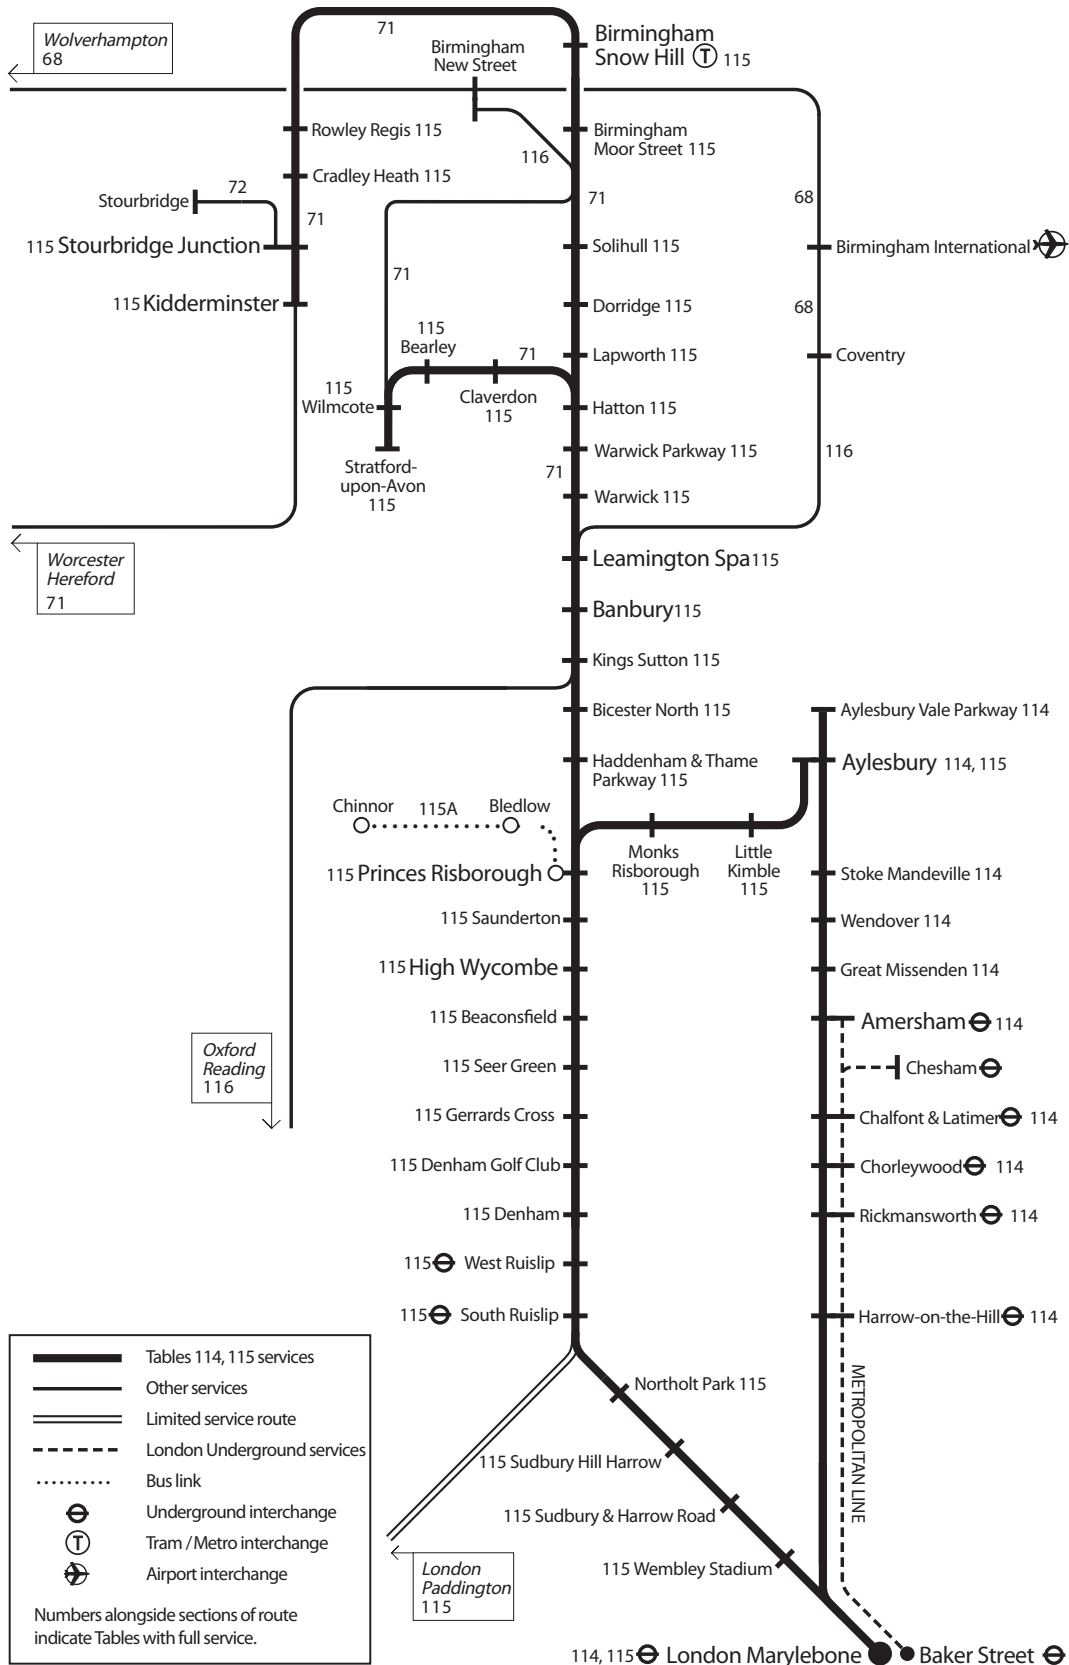 Wolverhampton
68
71
Birmingham
New Street
Birmingham
Snow Hill T 115
Rowley Regis 115
Birmingham
Moor Street 115
116
Cradley Heath 115
Stourbridge
72
71
71
68
115 Stourbridge Junction
Solihull 115
Birmingham International
71
115 Kidderminster
Dorridge 115
68
115
Bearley
71
Lapworth 115
Coventry
115
Wilmcote
Claverdon
115
Hatton 115
Stratford-
upon-Avon
115
71
Warwick Parkway 115
116
Warwick 115
Worcester
Hereford
71
Leamington Spa 115
Banbury 115
Kings Sutton 115
Bicester North 115
Aylesbury Vale Parkway 114
Haddenham & Thame
Parkway 115
Aylesbury 114, 115
Chinnor
115A
Bledlow
Monks
Risborough
115
Little
Kimble
115
115 Princes Risborough
Stoke Mandeville 114
115 Saunderton
Wendover 114
115 High Wycombe
Great Missenden 114
115 Beaconsfield
Amersham 114
Oxford
Reading
116
115 Seer Green
Chesham
115 Gerrards Cross
Chalfont & Latimer 114
115 Denham Golf Club
Chorleywood 114
115 Denham
Rickmansworth 114
115 West Ruislip
115 South Ruislip
Harrow-on-the-Hill 114
Northolt Park 115
METROPOLITAN LINE
115 Sudbury Hill Harrow
115 Sudbury & Harrow Road
115 Wembley Stadium
London
Paddington
115
114, 115 London Marylebone
Baker Street
Tables 114, 115 services
Other services
Limited service route
London Underground services
Bus link
Underground interchange
T Tram / Metro interchange
Airport interchange
Numbers alongside sections of route
indicate Tables with full service.